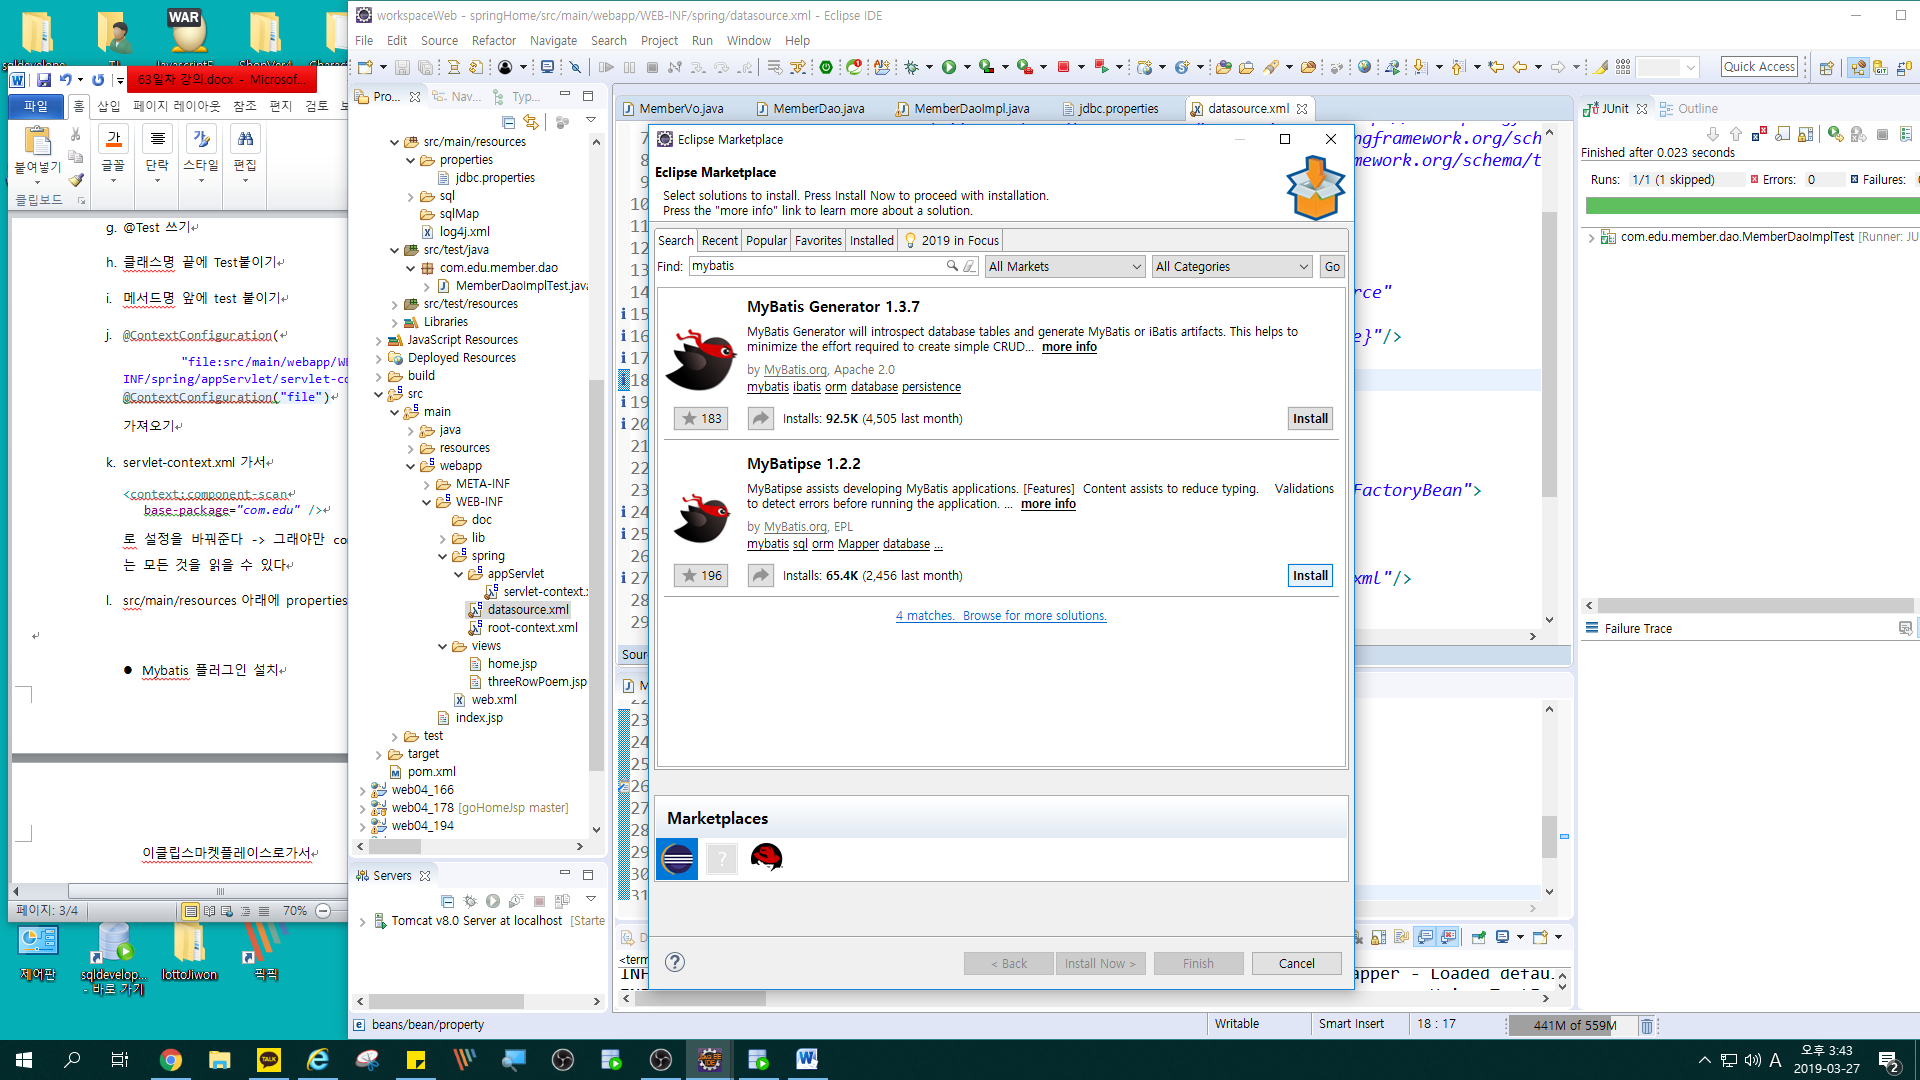 WAR
workspaceWeb - springHome/src/main/webapp/WEB-INF/spring/datasource.xml - Eclipse IDE
File Edit Source Refactor Navigate Search Project Run Window Help
Quick Access
63일차 강의.docx - Microsof...
파일 홈 삽입 페이지 레이아웃 참조 편지 검토
붙여넣기 글꼴 단락 스타일 편집
클립보드
g. @Test 쓰기
h. 클래스명 끝에 Test붙이기
i. 메서드명 앞에 test 붙이기
j. @ContextConfiguration(
"file:src/main/webapp/WE
INF/spring/appServlet/servlet-co
@ContextConfiguration("file")
가져오기
k. servlet-context.xml 가서
<context:component-scan
base-package="com.edu" />
로 설정을 바꿔준다 -> 그래야만 co
는 모든 것을 읽을 수 있다
l. src/main/resources 아래에 properties
● Mybatis 플러그인 설치
이클립스마켓플레이스로가서
페이지: 3/4
70%
제어판
sqldevelop... - 바로 가기
lottoJiwon
픽픽
Pro... Nav... Typ...
src/main/resources
properties
jdbc.properties
sql
sqlMap
log4j.xml
src/test/java
com.edu.member.dao
MemberDaoImplTest.java
src/test/resources
Libraries
JavaScript Resources
Deployed Resources
build
src
main
java
resources
webapp
META-INF
WEB-INF
doc
lib
spring
appServlet
servlet-context.x
datasource.xml
root-context.xml
views
home.jsp
threeRowPoem.jsp
web.xml
index.jsp
test
target
pom.xml
web04_166
web04_178 [goHomeJsp master]
web04_194
Servers
Tomcat v8.0 Server at localhost [Starte
beans/bean/property
MemberVo.java MemberDao.java MemberDaoImpl.java jdbc.properties datasource.xml
ingframework.org/sch
mework.org/schema/t
rce"
e}"/>
FactoryBean">
xml"/>
Eclipse Marketplace
Eclipse Marketplace
Select solutions to install. Press Install Now to proceed with installation.
Press the "more info" link to learn more about a solution.
Search Recent Popular Favorites Installed 2019 in Focus
Find: mybatis All Markets All Categories Go
MyBatis Generator 1.3.7
MyBatis Generator will introspect database tables and generate MyBatis or iBatis artifacts. This helps to
minimize the effort required to create simple CRUD... more info
by MyBatis.org, Apache 2.0
mybatis ibatis orm database persistence
183 Installs: 92.5K (4,505 last month) Install
MyBatipse 1.2.2
MyBatipse assists developing MyBatis applications. [Features] Content assists to reduce typing. Validations
to detect errors before running the application. ... more info
by MyBatis.org, EPL
mybatis sql orm Mapper database ...
196 Installs: 65.4K (2,456 last month) Install
4 matches. Browse for more solutions.
Marketplaces
< Back Install Now > Finish Cancel
apper - Loaded defau
Writable Smart Insert 18 : 17 441M of 559M
JUnit Outline
Finished after 0.023 seconds
Runs: 1/1 (1 skipped) Errors: 0 Failures:
com.edu.member.dao.MemberDaoImplTest [Runner: JU
Failure Trace
TALK
A
오후 3:43
2019-03-27
2